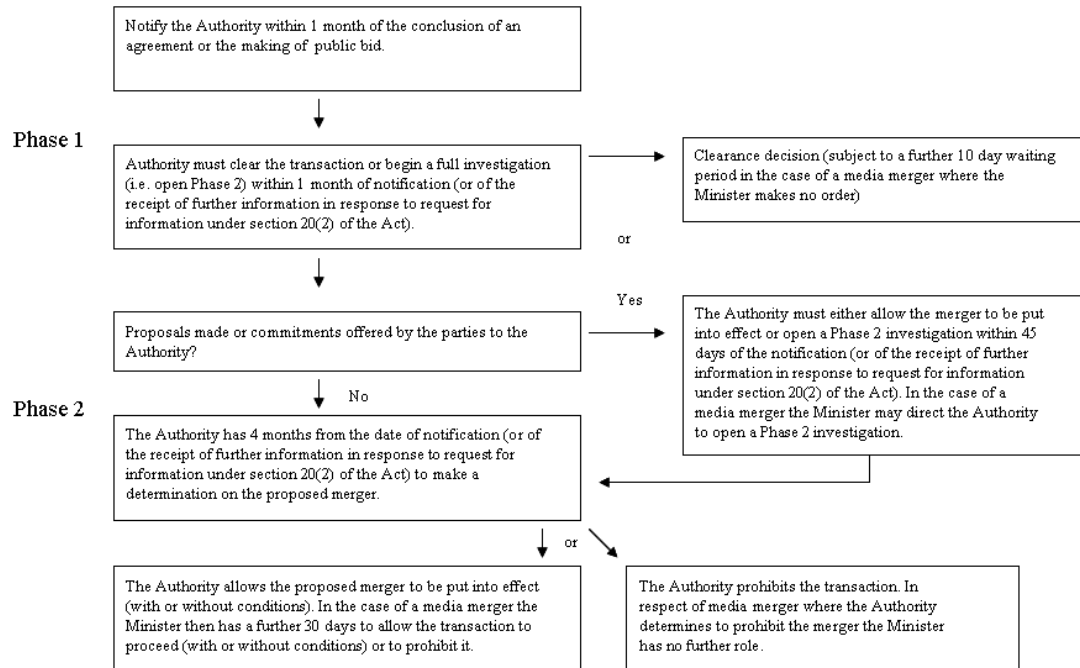 Notify the Authority within 1 month of the conclusion of an
agreement or the making of public bid.
Phase 1
Authority must clear the transaction or begin a full investigation
(i.e. open Phase 2) within 1 month of notification (or of the
receipt of further information in response to request for
information under section 20(2) of the Act).
Clearance decision (subject to a further 10 day waiting
period in the case of a media merger where the
Minister makes no order)
or
Proposals made or commitments offered by the parties to the
Authority?
Yes
The Authority must either allow the merger to be put
into effect or open a Phase 2 investigation within 45
days of the notification (or of the receipt of further
information in response to request for information
under section 20(2) of the Act). In the case of a
media merger the Minister may direct the Authority
to open a Phase 2 investigation.
No
Phase 2
The Authority has 4 months from the date of notification (or of
the receipt of further information in response to request for
information under section 20(2) of the Act) to make a
determination on the proposed merger.
or
The Authority allows the proposed merger to be put into effect
(with or without conditions). In the case of a media merger the
Minister then has a further 30 days to allow the transaction to
proceed (with or without conditions) or to prohibit it.
The Authority prohibits the transaction. In
respect of media merger where the Authority
determines to prohibit the merger the Minister
has no further role.